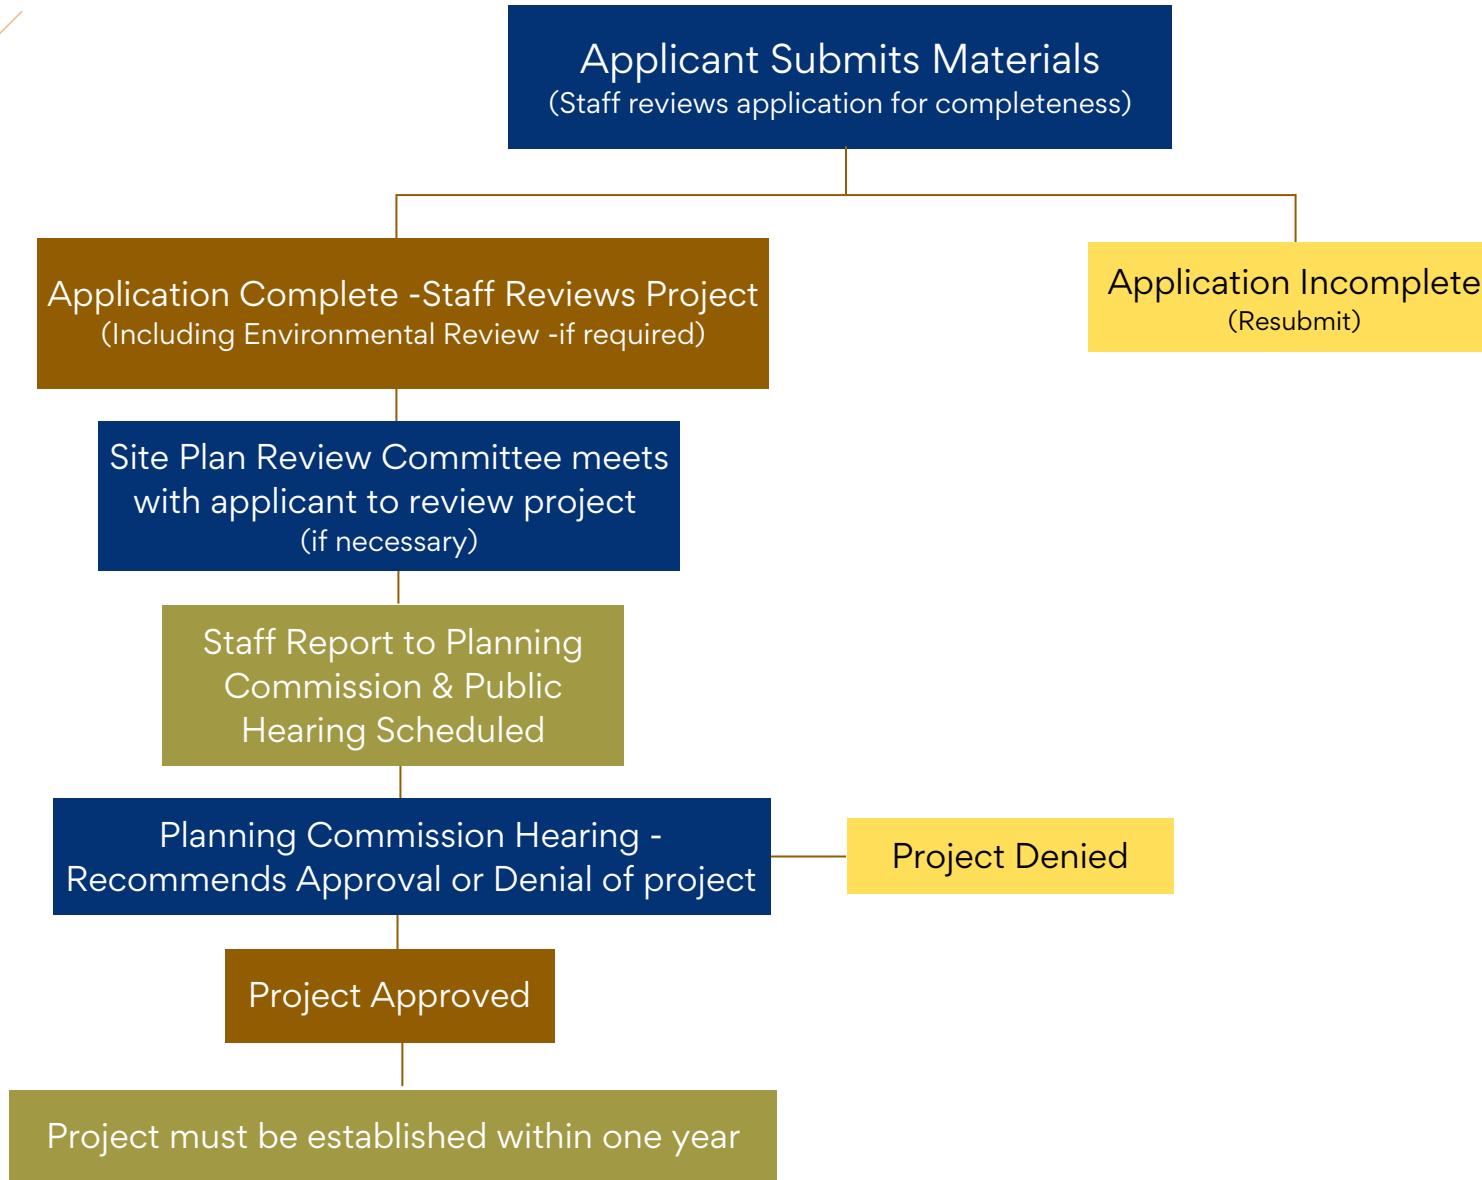 Applicant Submits Materials
(Staff reviews application for completeness)
Application Complete -Staff Reviews Project
(Including Environmental Review -if required)
Application Incomplete
(Resubmit)
Site Plan Review Committee meets
with applicant to review project
(if necessary)
Staff Report to Planning
Commission & Public
Hearing Scheduled
Planning Commission Hearing -
Recommends Approval or Denial of project
Project Denied
Project Approved
Project must be established within one year